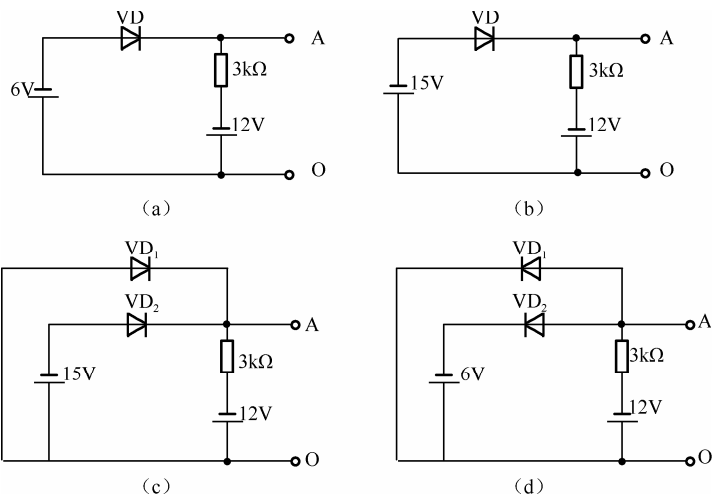 VD
A
3kΩ
6V
12V
O
(a)
VD
A
3kΩ
15V
12V
O
(b)
VD1
VD2
A
3kΩ
15V
12V
O
(c)
VD1
VD2
A
3kΩ
6V
12V
O
(d)